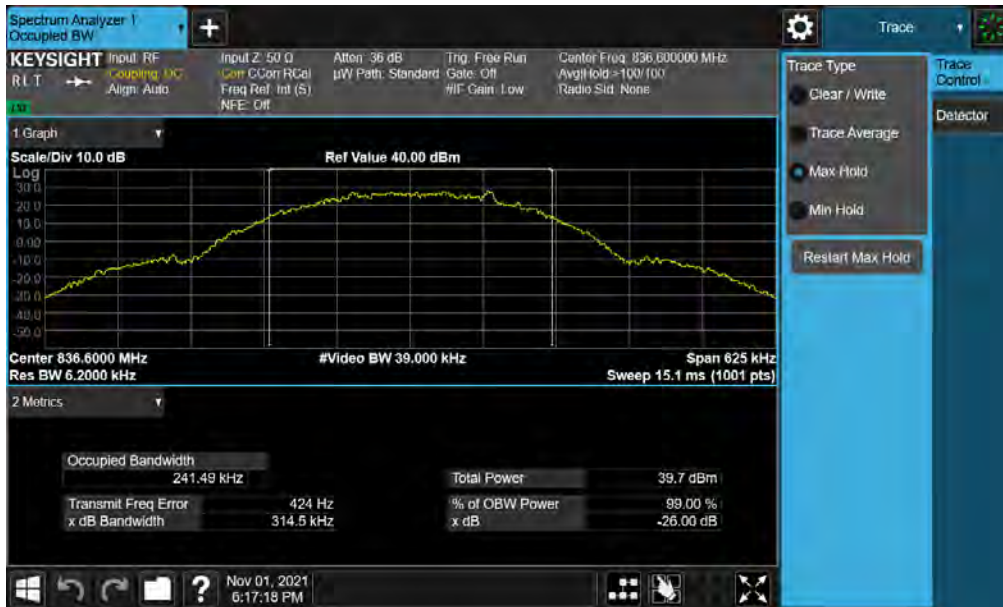 Spectrum Analyzer 1
Occupied BW
+
Trace
KEYSIGHT Input: RF Input Z: 50 Ω Atten: 36 dB Trig: Free Run Center Freq: 836.600000 MHz
RLT Coupling: DC Corr CCorr RCal µW Path: Standard Gate: Off Avg|Hold:>100/100
Align: Auto Freq Ref: Int (S) #IF Gain: Low Radio Std: None
NFE: Off
1 Graph
Scale/Div 10.0 dB Ref Value 40.00 dBm
Log
30.0
20.0
10.0
0.00
-10.0
-20.0
-30.0
-40.0
-50.0
Center 836.6000 MHz #Video BW 39.000 kHz Span 625 kHz
Res BW 6.2000 kHz Sweep 15.1 ms (1001 pts)
2 Metrics
Occupied Bandwidth
241.49 kHz
Total Power 39.7 dBm
Transmit Freq Error 424 Hz % of OBW Power 99.00 %
x dB Bandwidth 314.5 kHz x dB -26.00 dB
?
Nov 01, 2021
6:17:18 PM
Trace Type
Clear / Write
Trace Average
Max Hold
Min Hold
Restart Max Hold
Trace
Control
Detector